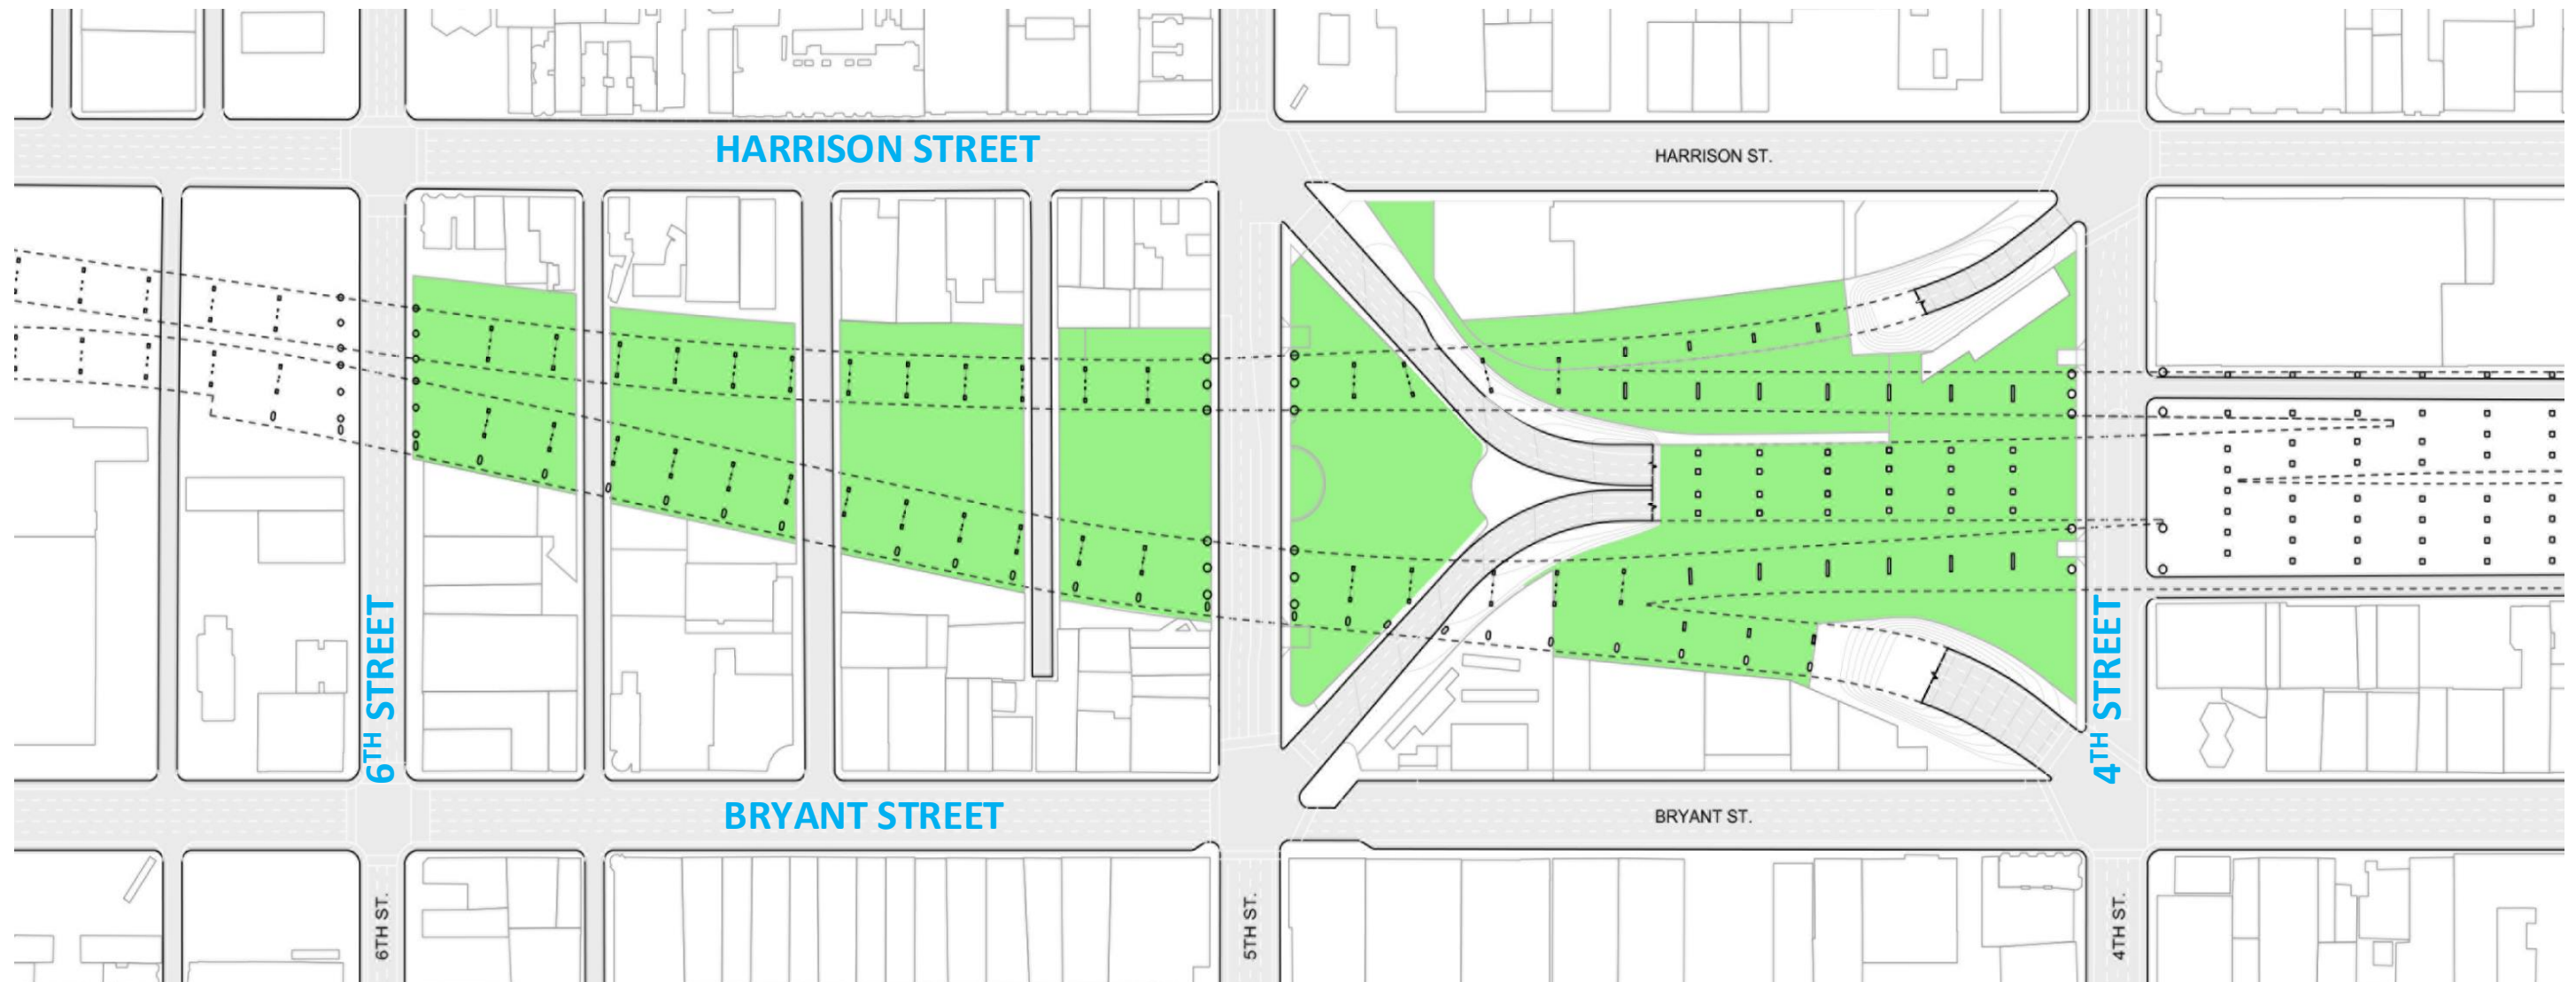 HARRISON STREET
HARRISON ST.
6TH STREET
4TH STREET
BRYANT STREET
BRYANT ST.
6TH ST.
5TH ST.
4TH ST.